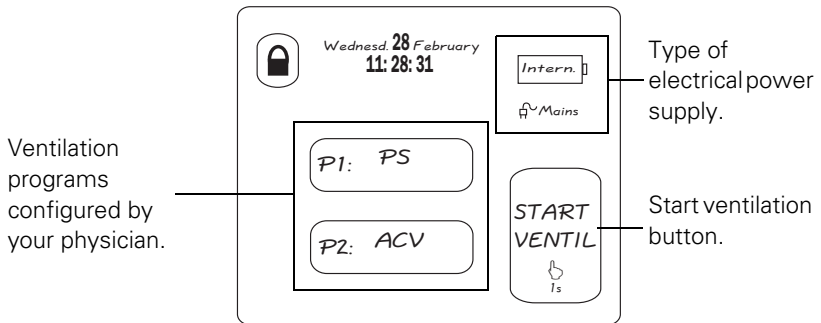 Wednesd. 28 February
11: 28: 31
Intern.
Mains
Type of
electrical power
supply.
Ventilation
programs
configured by
your physician.
P1: PS
P2: ACV
START
VENTIL
1s
Start ventilation
button.